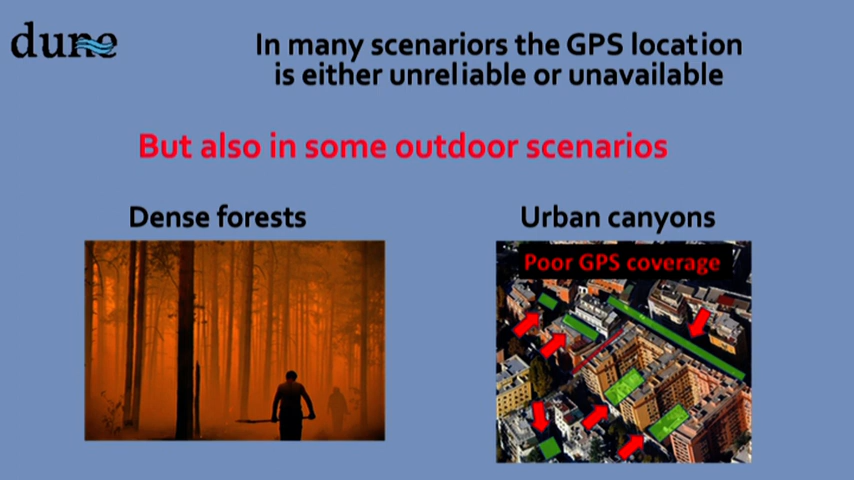 dune
In many scenariors the GPS location
is either unreliable or unavailable
But also in some outdoor scenarios
Dense forests
Urban canyons
Poor GPS coverage